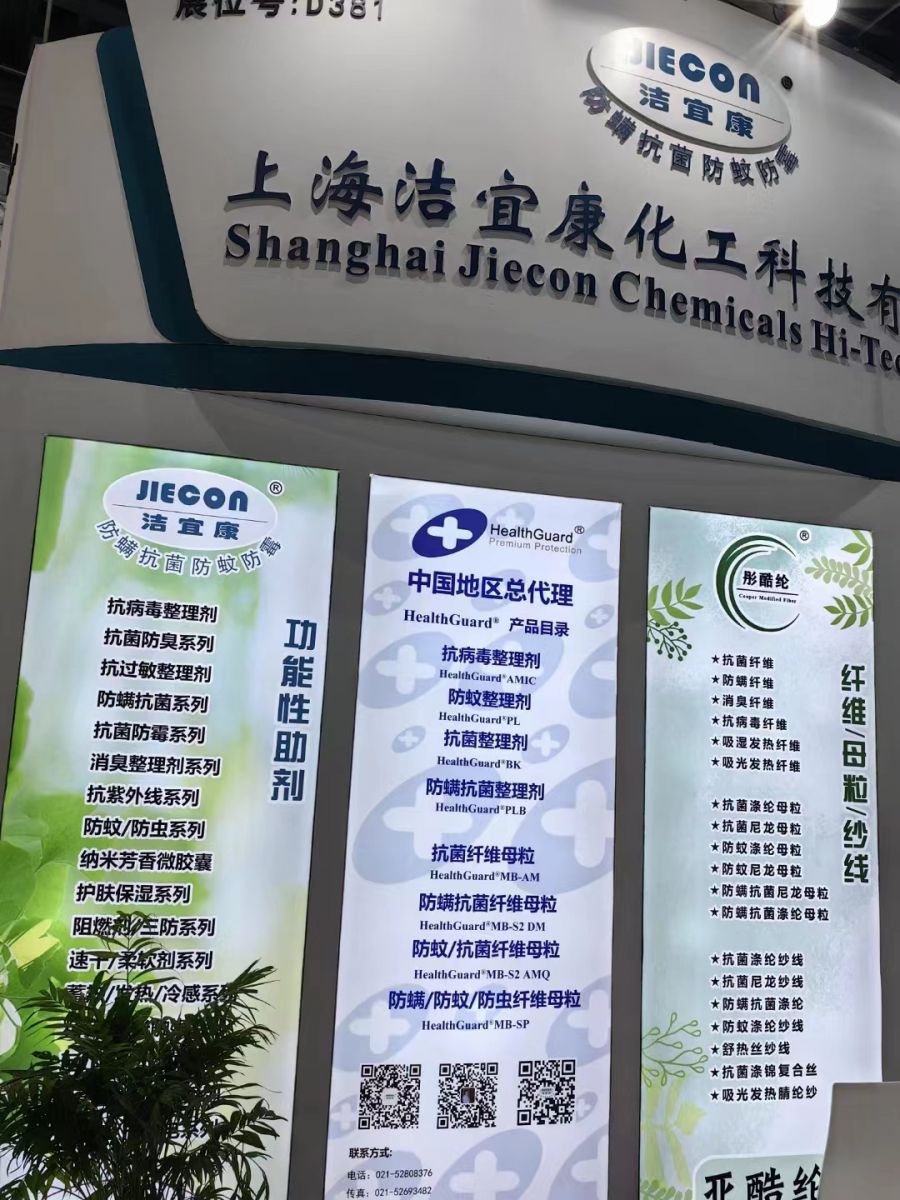 展位号:D381
JIECON
®
洁宜康
防螨抗菌防蚊防霉
上海洁宜康化工科技有
Shanghai Jiecon Chemicals Hi-Tec
JIECON ®
洁宜康
防螨抗菌防蚊防霉
功能性助剂
抗病毒整理剂
抗菌防臭系列
抗过敏整理剂
防螨抗菌系列
抗菌防霉系列
消臭整理剂系列
抗紫外线系列
防蚊/防虫系列
纳米芳香微胶囊
护肤保湿系列
阻燃剂/三防系列
速干/柔软剂系列
蓄热/发热/冷感系列
HealthGuard®
Premium Protection
中国地区总代理
HealthGuard® 产品目录
抗病毒整理剂
HealthGuard®AMIC
防蚊整理剂
HealthGuard®PL
抗菌整理剂
HealthGuard®BK
防螨抗菌整理剂
HealthGuard®PLB
抗菌纤维母粒
HealthGuard®MB-AM
防螨抗菌纤维母粒
HealthGuard®MB-S2 DM
防蚊/抗菌纤维母粒
HealthGuard®MB-S2 AMQ
防螨/防蚊/防虫纤维母粒
HealthGuard®MB-SP
联系方式:
电话: 021-52808376
传真: 021-52693482
®
彤酷纶
Cooper Modified Fiber
纤维/母粒/纱线
★抗菌纤维
★防螨纤维
★消臭纤维
★抗病毒纤维
★吸湿发热纤维
★吸光发热纤维
★抗菌涤纶母粒
★抗菌尼龙母粒
★防蚊涤纶母粒
★防蚊尼龙母粒
★防螨抗菌尼龙母粒
★防螨抗菌涤纶母粒
★抗菌涤纶纱线
★抗菌尼龙纱线
★防螨抗菌涤纶
★防蚊涤纶纱线
★舒热丝纱线
★抗菌涤锦复合丝
★吸光发热腈纶纱
亚酷纶